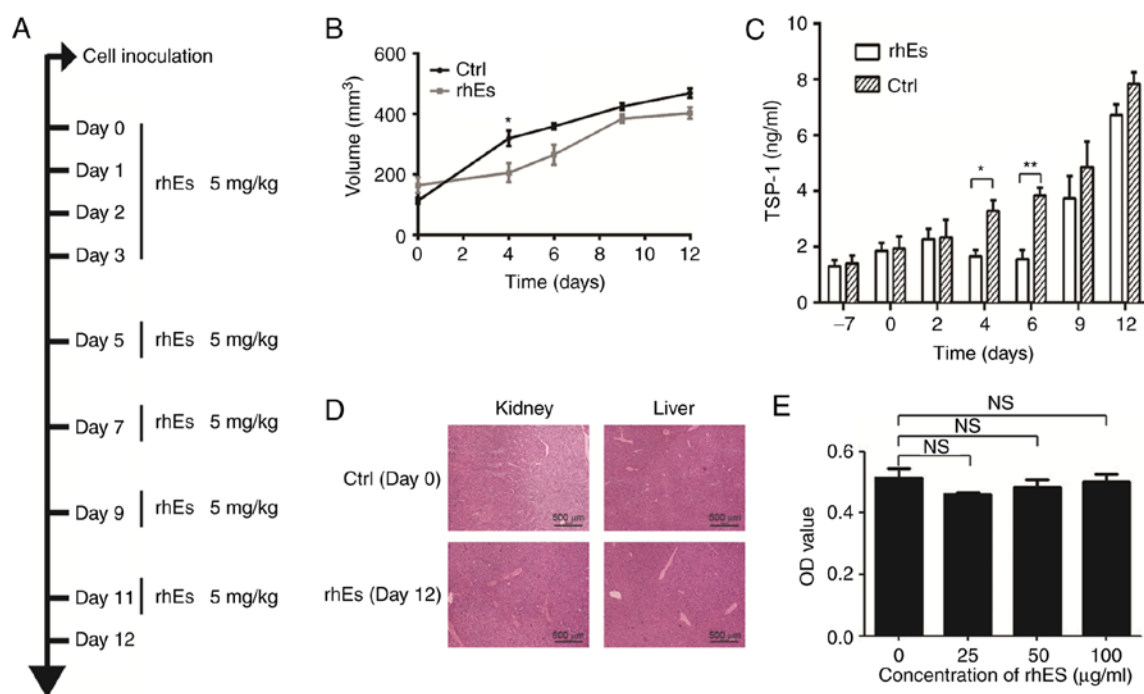 A
Cell inoculation
Day 0
Day 1
Day 2
Day 3
rhEs 5 mg/kg
Day 5
rhEs 5 mg/kg
Day 7
rhEs 5 mg/kg
Day 9
rhEs 5 mg/kg
Day 11
rhEs 5 mg/kg
Day 12
B
Ctrl
rhEs
*
Volume (mm³)
600
400
200
0
0 2 4 6 8 10 12
Time (days)
C
rhEs
Ctrl
*
**
TSP-1 (ng/ml)
10
8
6
4
2
0
–7 0 2 4 6 9 12
Time (days)
D
Kidney Liver
Ctrl (Day 0)
500 µm
500 µm
rhEs (Day 12)
500 µm
500 µm
E
NS
NS
NS
OD value
0.6
0.4
0.2
0.0
0 25 50 100
Concentration of rhES (µg/ml)